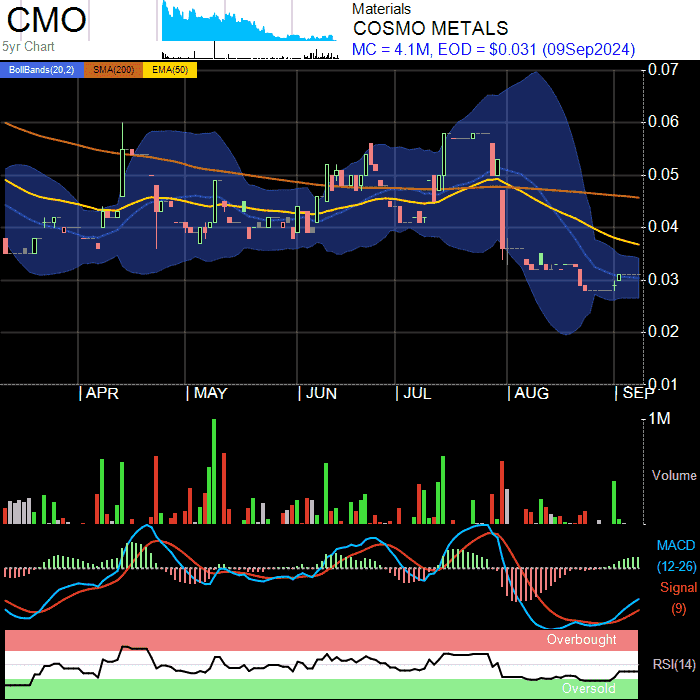 CMO
5yr Chart
Materials
COSMO METALS
MC = 4.1M, EOD = $0.031 (09Sep2024)
BollBands(20,2) SMA(200) EMA(50)
0.07
0.06
0.05
0.04
0.03
0.02
0.01
APR MAY JUN JUL AUG SEP
1M
Volume
MACD
(12-26)
Signal
(9)
Overbought
RSI(14)
Oversold